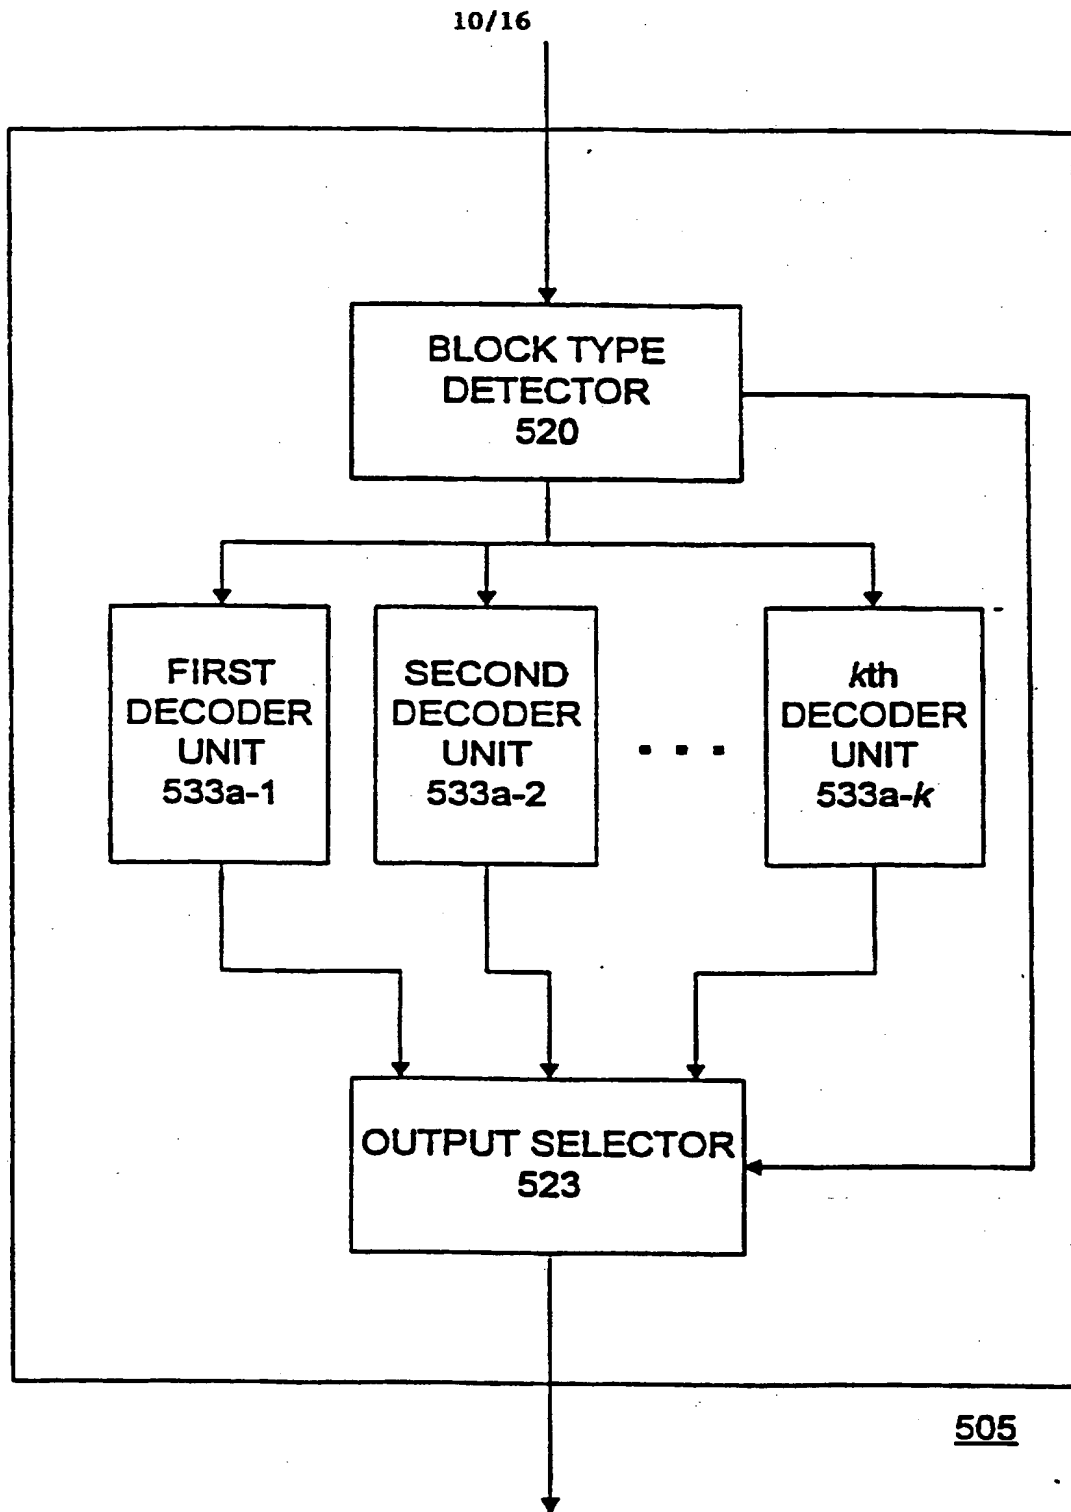 10/16
BLOCK TYPE
DETECTOR
520
FIRST
DECODER
UNIT
533a-1
SECOND
DECODER
UNIT
533a-2
kth
DECODER
UNIT
533a-k
OUTPUT SELECTOR
523
505